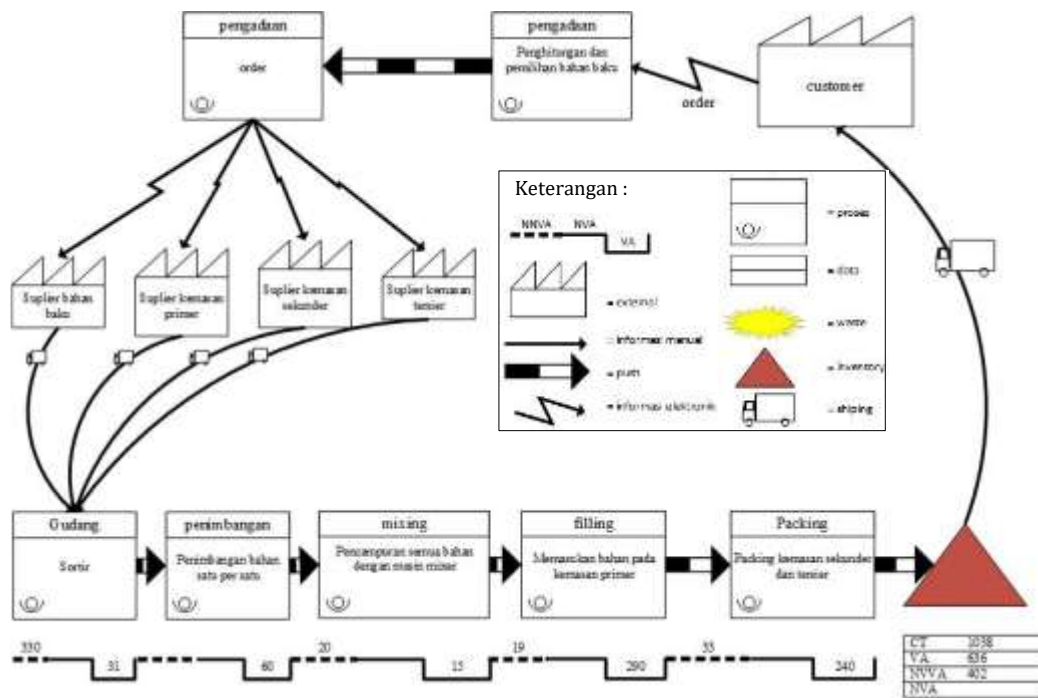 pengadaan
order
pengadaan
Penghitungan dan
pemilihan bahan baku
order
customer
Keterangan :
NNVA
NVA
VA
= external
= informasi manual
= push
= informasi elektronik
= proses
= data
= waste
= inventory
= shiping
Suplier bahan
baku
Suplier kemasan
primer
Suplier kemasan
sekunder
Suplier kemasan
tersier
Gudang
Sortir
penimbangan
Penimbangan bahan
satu per satu
mixing
Pencampuran semua bahan
dengan mesin mixer
filling
Memasukan bahan pada
kemasan primer
Packing
Packing kemasan sekunder
dan tersier
330
31
60
20
15
19
290
33
240
CT 1038
VA 636
NVVA 402
NVA